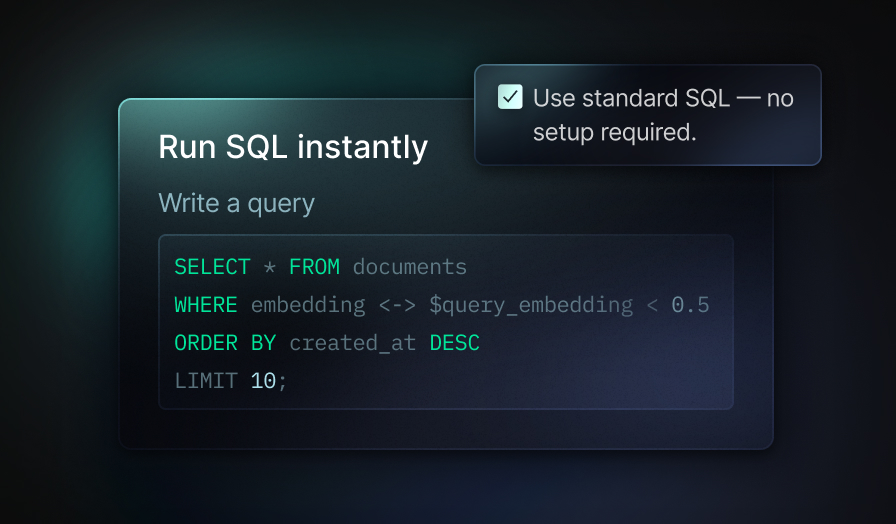 Use standard SQL — no
setup required.
Run SQL instantly
Write a query
SELECT * FROM documents
WHERE embedding <-> $query_embedding < 0.5
ORDER BY created_at DESC
LIMIT 10;